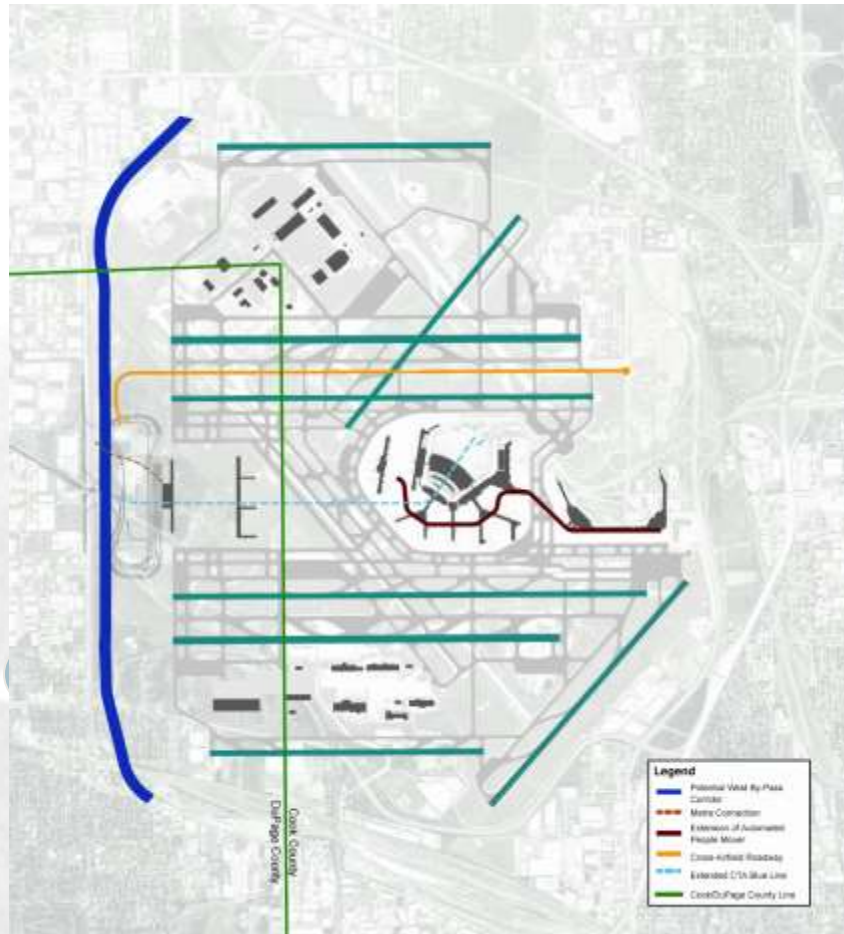 Cook County
DuPage County
Legend
Potential West By-Pass
Corridor
Metra Connection
Extension of Automated
People Mover
Cross-Airfield Roadway
Extended CTA Blue Line
Cook/DuPage County Line